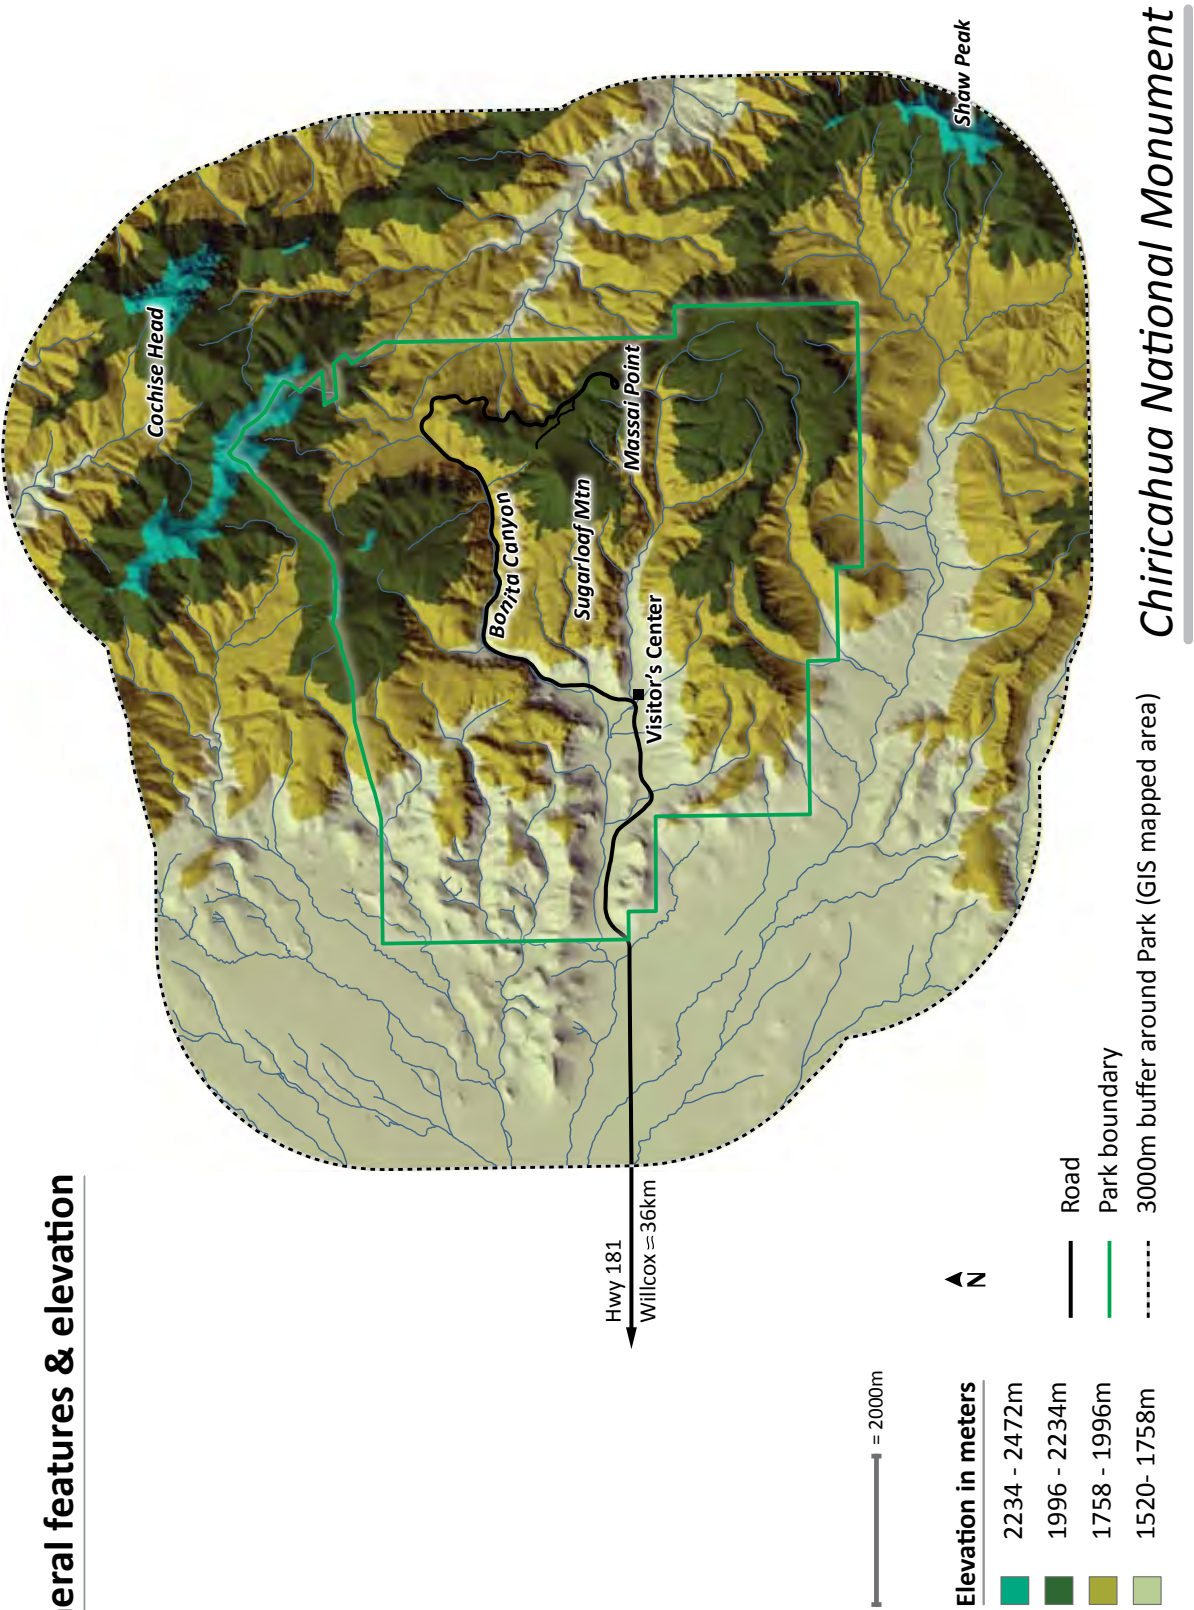 neral features & elevation
Cochise Head
Shaw Peak
Bonita Canyon
Sugarloaf Mtn
Massai Point
Visitor's Center
Hwy 181
Willcox ≈ 36km
N
= 2000m
Elevation in meters
2234 - 2472m
1996 - 2234m
1758 - 1996m
1520- 1758m
Road
Park boundary
3000m buffer around Park (GIS mapped area)
Chiricahua National Monument